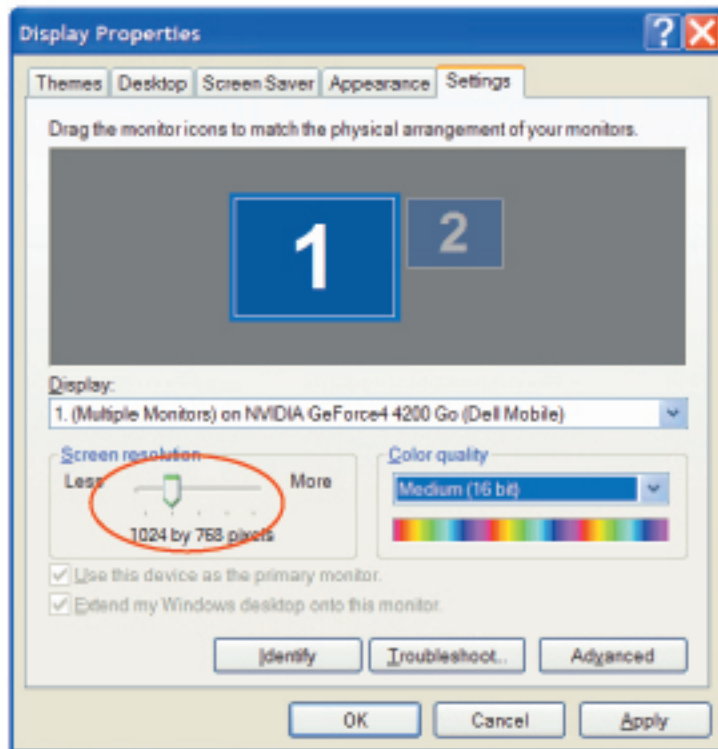 Display Properties
?
Themes Desktop Screen Saver Appearance Settings
Drag the monitor icons to match the physical arrangement of your monitors.
1 2
Display:
1. (Multiple Monitors) on NVIDIA GeForce4 4200 Go (Dell Mobile)
Screen resolution Color quality
Less More Medium (16 bit)
1024 by 768 pixels
Use this device as the primary monitor.
Extend my Windows desktop onto this monitor.
Identify Troubleshoot... Advanced
OK Cancel Apply